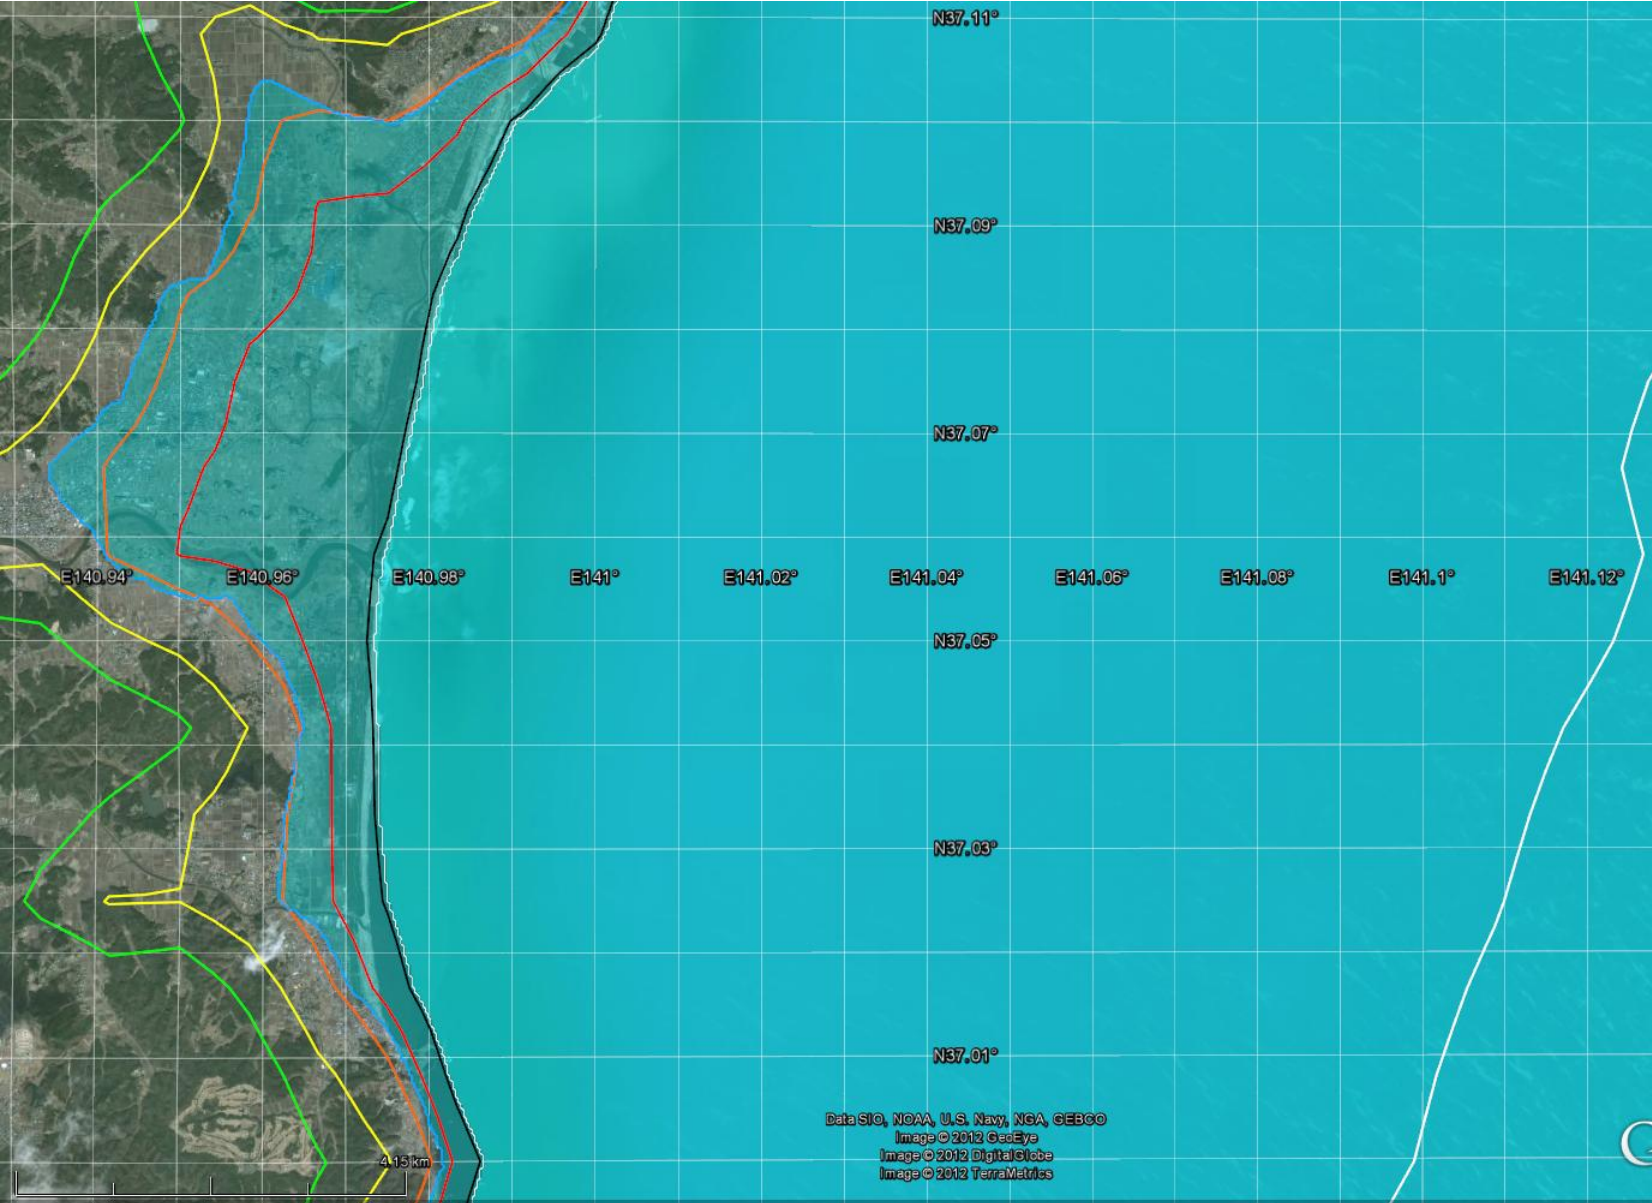 N37.11°
N37.09°
N37.07°
E140.94°
E140.96°
E140.98°
E141°
E141.02°
E141.04°
E141.06°
E141.08°
E141.1°
E141.12°
N37.05°
N37.03°
N37.01°
Data SIO, NOAA, U.S. Navy, NGA, GEBCO
Image © 2012 GeoEye
Image © 2012 DigitalGlobe
Image © 2012 TerraMetrics
4.15 km
G